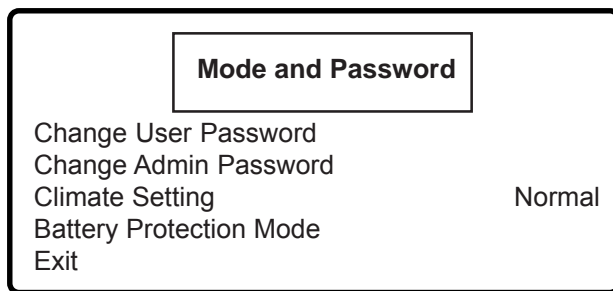 Mode and Password
Change User Password
Change Admin Password
Climate Setting Normal
Battery Protection Mode
Exit